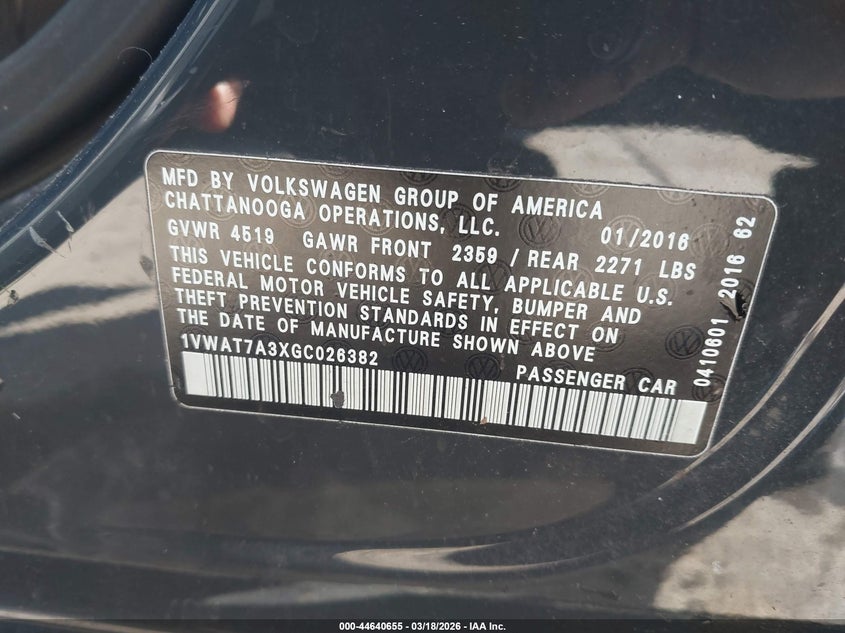 MFD BY VOLKSWAGEN GROUP OF AMERICA
CHATTANOOGA OPERATIONS, LLC.
01/2016
GVWR 4519 GAWR FRONT 2359 / REAR 2271 LBS
THIS VEHICLE CONFORMS TO ALL APPLICABLE U.S.
FEDERAL MOTOR VEHICLE SAFETY, BUMPER AND
THEFT PREVENTION STANDARDS IN EFFECT ON
THE DATE OF MANUFACTURE SHOWN ABOVE
1VWAT7A3XGC026382
PASSENGER CAR
0410601 2016 62
000-44640655 — 03/18/2026 — IAA Inc.